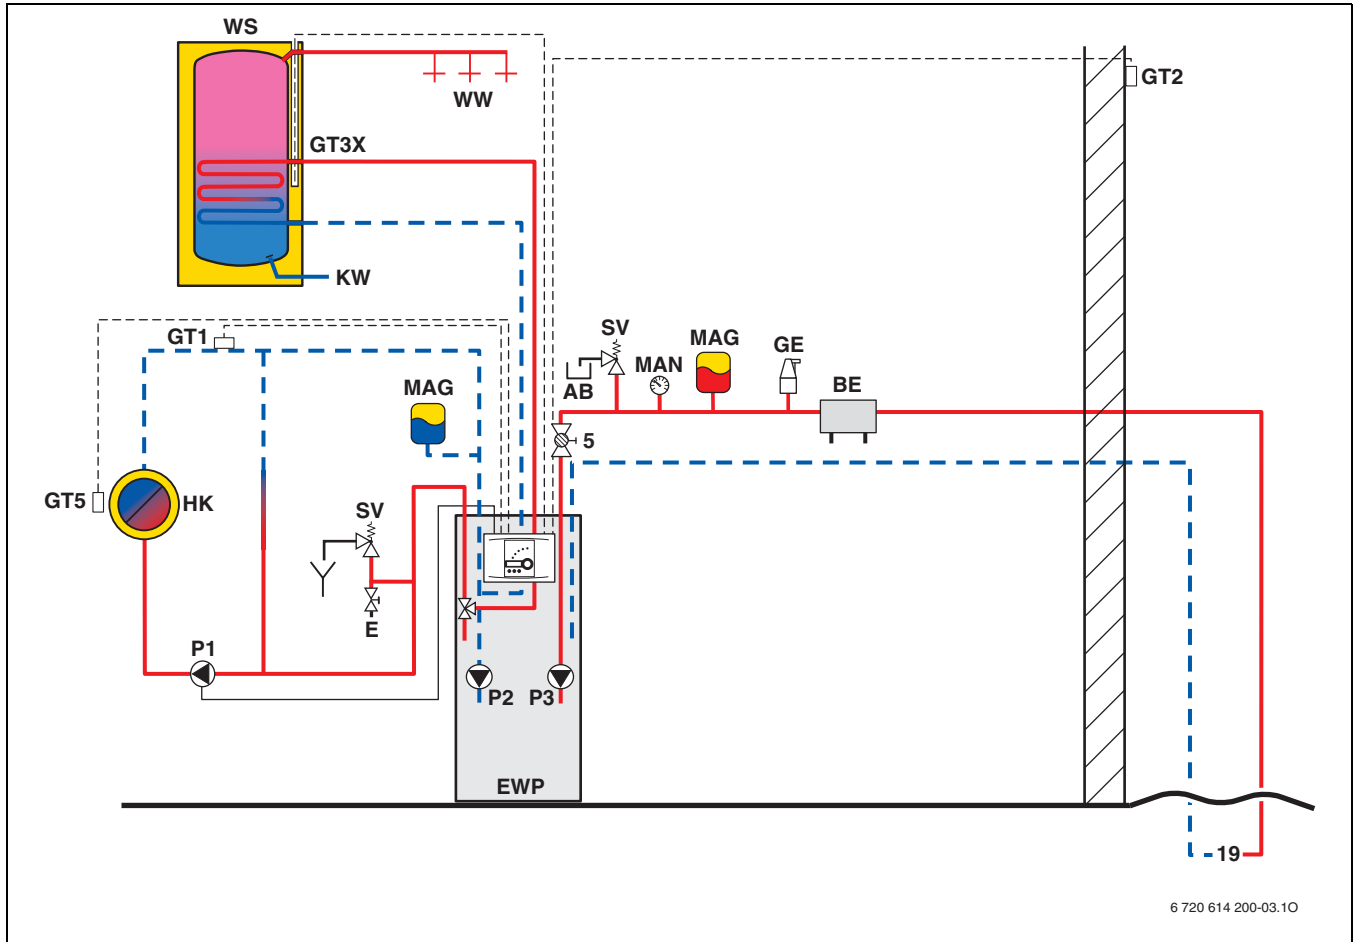 WS
WW
GT2
GT3X
KW
GT1
SV
MAG
GE
MAN
AB
BE
MAG
5
GT5
HK
SV
E
P1
P2
P3
EWP
19
6 720 614 200-03.1O